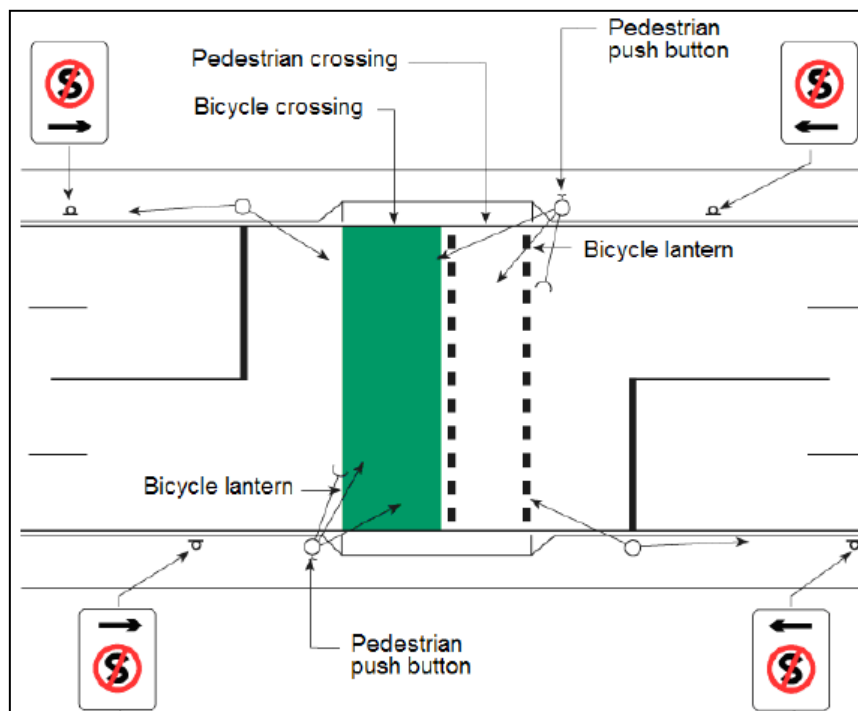 Pedestrian
push button
Pedestrian crossing
Bicycle crossing
S
S
Bicycle lantern
Bicycle lantern
Pedestrian
push button
S
S